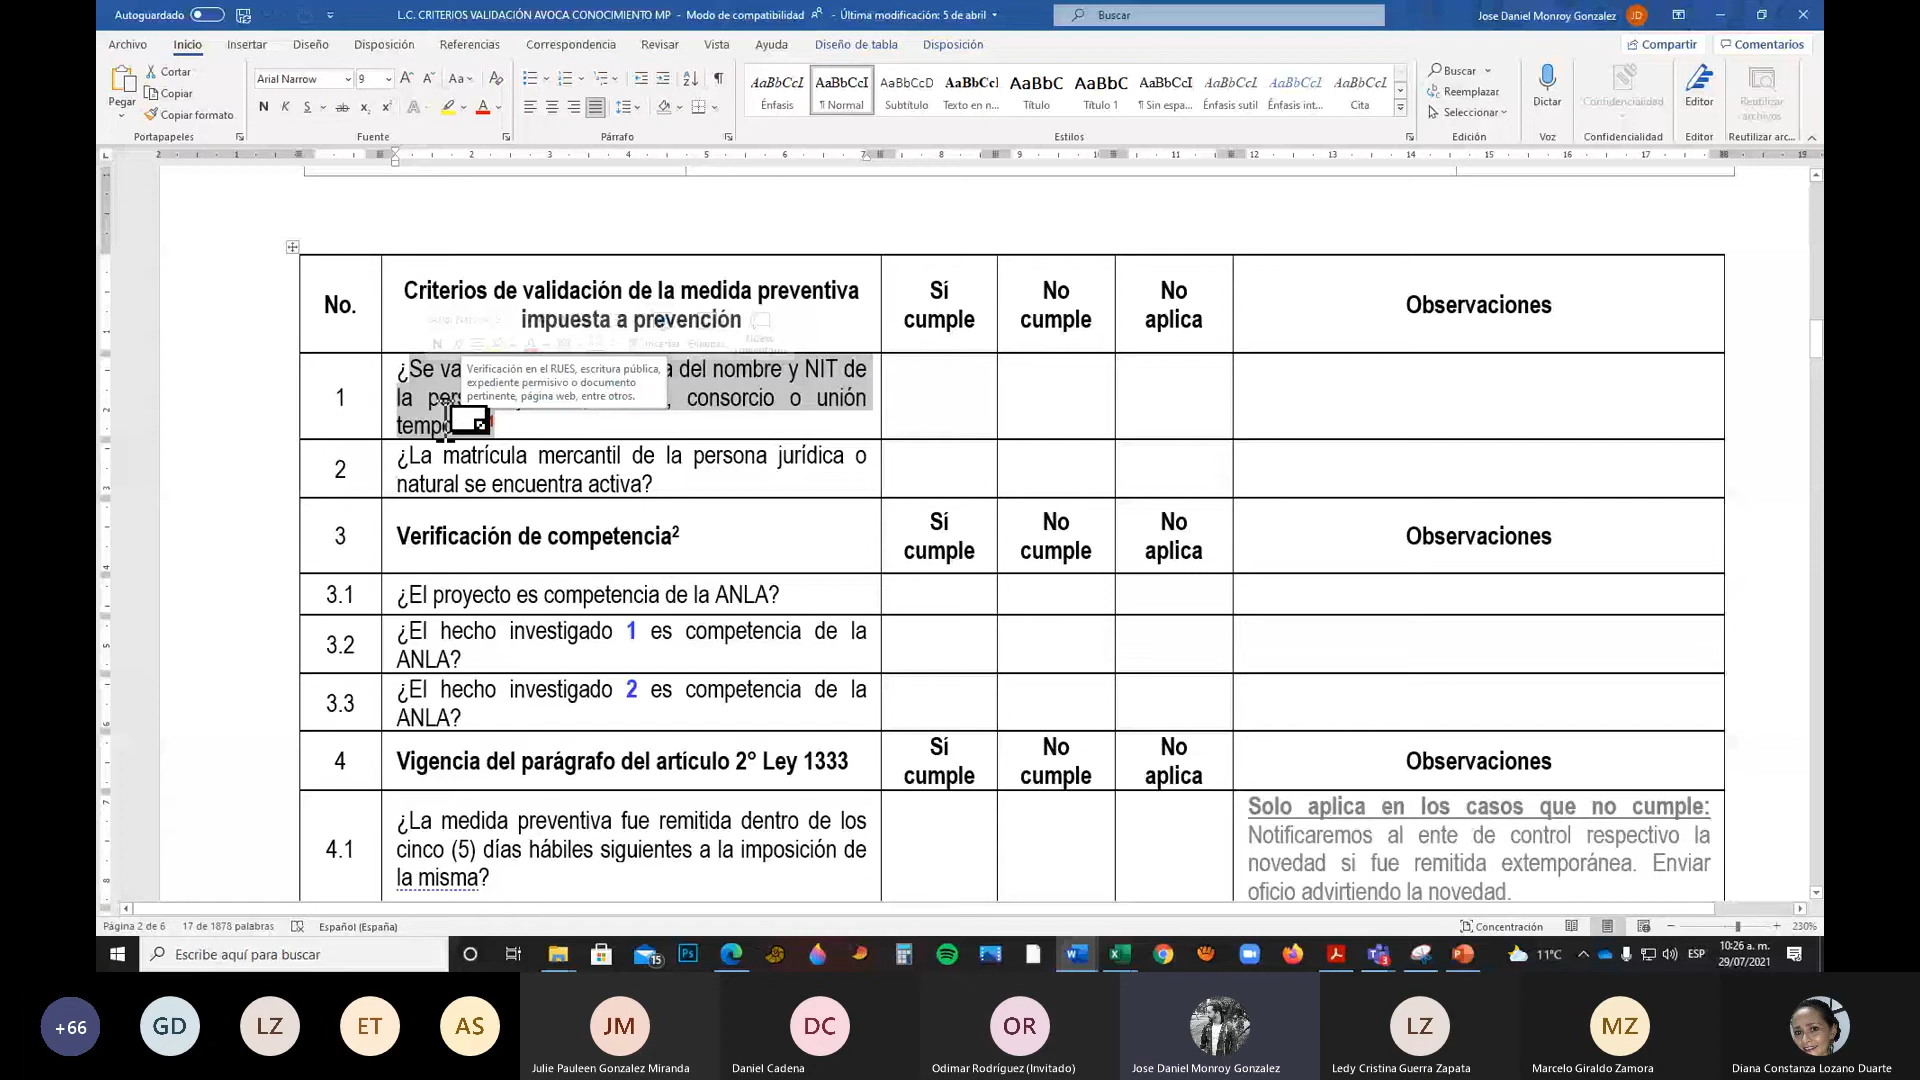 Autoguardado
L.C. CRITERIOS VALIDACIÓN AVOCA CONOCIMIENTO MP - Modo de compatibilidad
Última modificación: 5 de abril
Buscar
Jose Daniel Monroy Gonzalez
JD
Archivo Inicio Insertar Diseño Disposición Referencias Correspondencia Revisar Vista Ayuda Diseño de tabla Disposición
Compartir Comentarios
Pegar
Cortar
Copiar
Copiar formato
Portapapeles
Arial Narrow 9
Fuente
Párrafo
AaBbCcI AaBbCcI AaBbCcD AaBbCcI AaBbC AaBbC AaBbCcI AaBbCcI AaBbCcI AaBbCcI
Énfasis ¶ Normal Subtítulo Texto en n... Título Título 1 ¶ Sin espa... Énfasis sutil Énfasis int... Cita
Estilos
Buscar
Reemplazar
Seleccionar
Edición
Dictar
Voz
Confidencialidad
Confidencialidad
Editor
Editor
Reutilizar archivos
Reutilizar arc...
No. Criterios de validación de la medida preventiva impuesta a prevención Sí cumple No cumple No aplica Observaciones
Verificación en el RUES, escritura pública,
expediente permisivo o documento
pertinente, página web, entre otros.
1 ¿Se va del nombre y NIT de
la consorcio o unión
2 ¿La matrícula mercantil de la persona jurídica o
natural se encuentra activa?
3 Verificación de competencia² Sí cumple No cumple No aplica Observaciones
3.1 ¿El proyecto es competencia de la ANLA?
3.2 ¿El hecho investigado 1 es competencia de la
ANLA?
3.3 ¿El hecho investigado 2 es competencia de la
ANLA?
4 Vigencia del parágrafo del artículo 2° Ley 1333 Sí cumple No cumple No aplica Observaciones
4.1 ¿La medida preventiva fue remitida dentro de los
cinco (5) días hábiles siguientes a la imposición de
la misma?
Solo aplica en los casos que no cumple:
Notificaremos al ente de control respectivo la
novedad si fue remitida extemporánea. Enviar
oficio advirtiendo la novedad.
Página 2 de 6 17 de 1878 palabras Español (España)
Concentración 230%
Escribe aquí para buscar
15
11°C
ESP
10:26 a. m.
29/07/2021
+66 GD LZ ET AS JM DC OR LZ MZ
Julie Pauleen Gonzalez Miranda
Daniel Cadena
Odimar Rodríguez (Invitado)
Jose Daniel Monroy Gonzalez
Ledy Cristina Guerra Zapata
Marcelo Giraldo Zamora
Diana Constanza Lozano Duarte